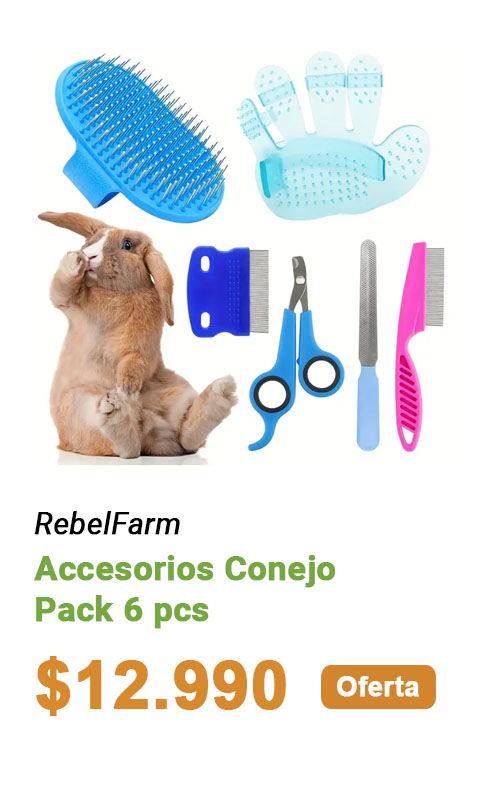 RebelFarm
Accesorios Conejo
Pack 6 pcs
$12.990
Oferta